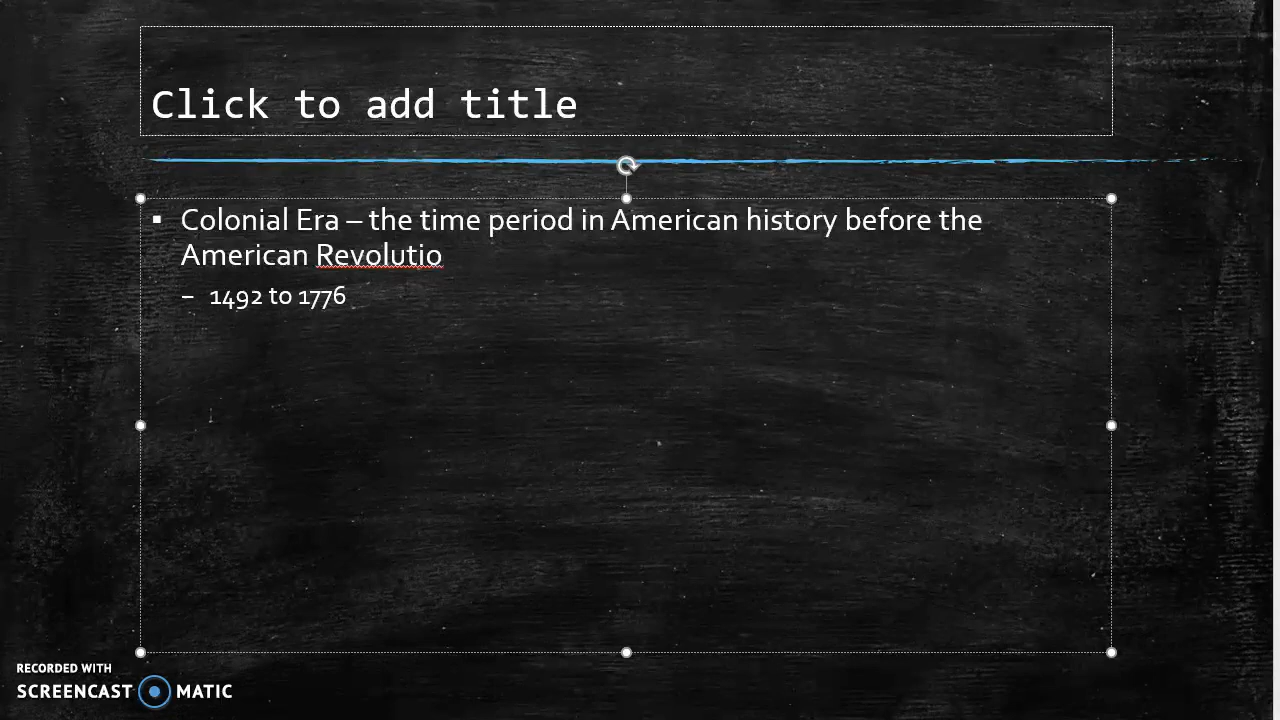 Click to add title
▪ Colonial Era – the time period in American history before the
American Revolutio
– 1492 to 1776
RECORDED WITH
SCREENCAST MATIC